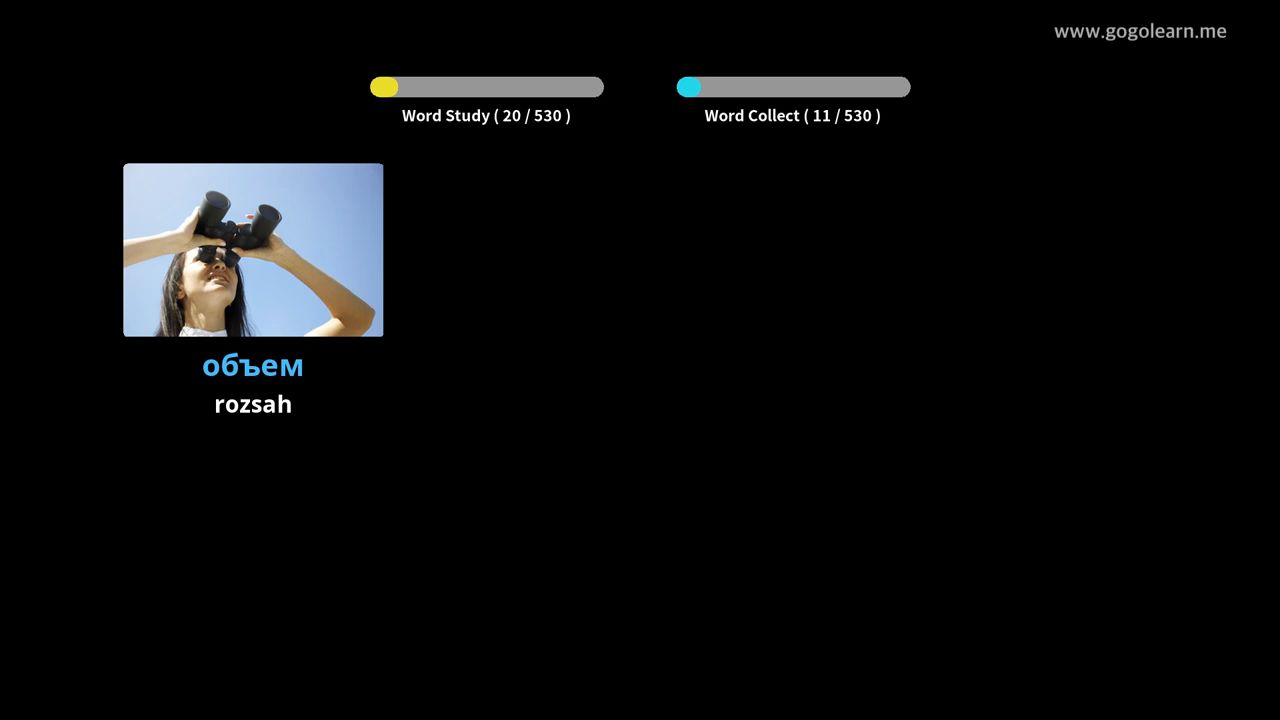 www.gogolearn.me
Word Study ( 20 / 530 )
Word Collect ( 11 / 530 )
объем
rozsah